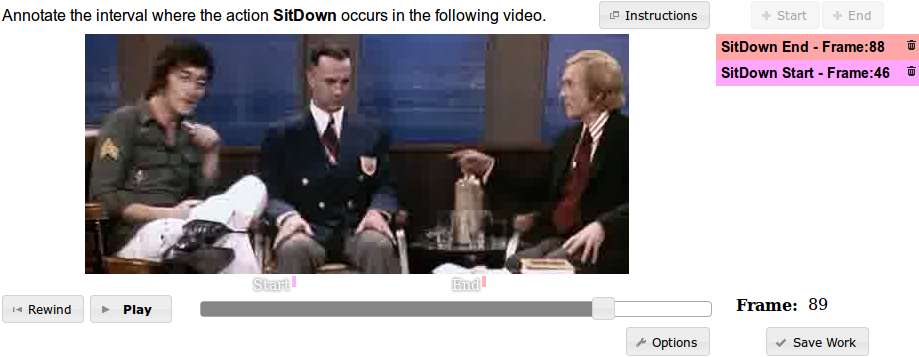 Annotate the interval where the action SitDown occurs in the following video.
Instructions
Start
End
SitDown End - Frame:88
SitDown Start - Frame:46
Start
End
Rewind
Play
Frame: 89
Options
Save Work